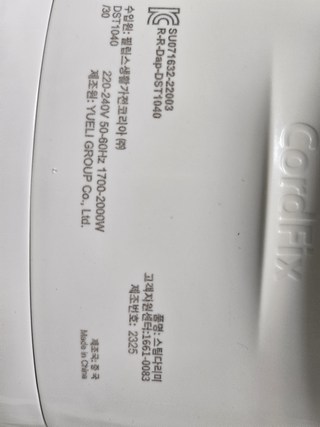 CordFix
SU071632-22003
R-R-Dap-DST1040
수입원: 필립스생활가전코리아 ㈜
DST1040
/30
220-240V 50-60Hz 1700-2000W
제조원: YUELI GROUP Co., Ltd.
품명: 스팀다리미
고객지원센터:1661-0083
제조번호: 2325
제조국:중국
Made in China